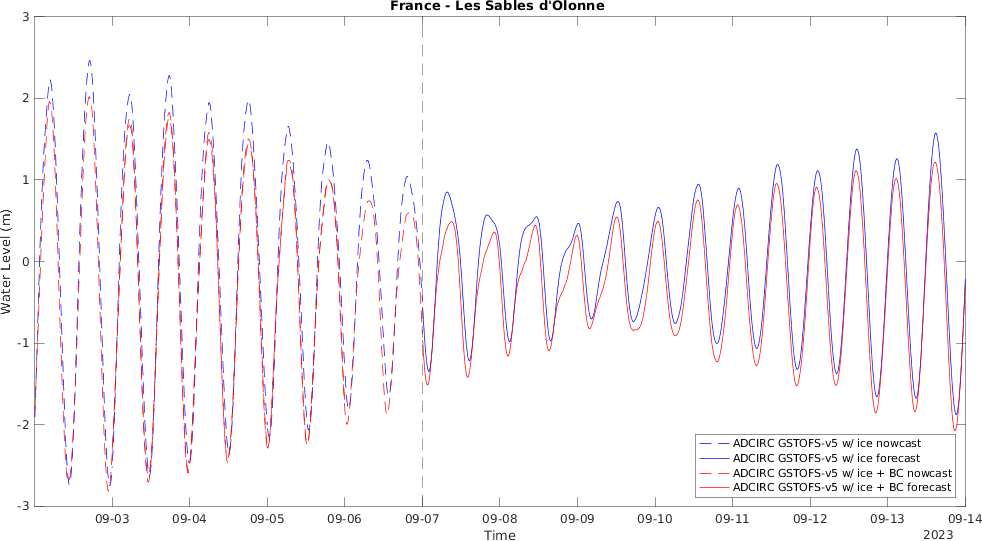 France - Les Sables d'Olonne
3
2
1
0
-1
-2
-3
Water Level (m)
ADCIRC GSTOFS-v5 w/ ice nowcast
ADCIRC GSTOFS-v5 w/ ice forecast
ADCIRC GSTOFS-v5 w/ ice + BC nowcast
ADCIRC GSTOFS-v5 w/ ice + BC forecast
09-03 09-04 09-05 09-06 09-07 09-08 09-09 09-10 09-11 09-12 09-13 09-14
Time
2023